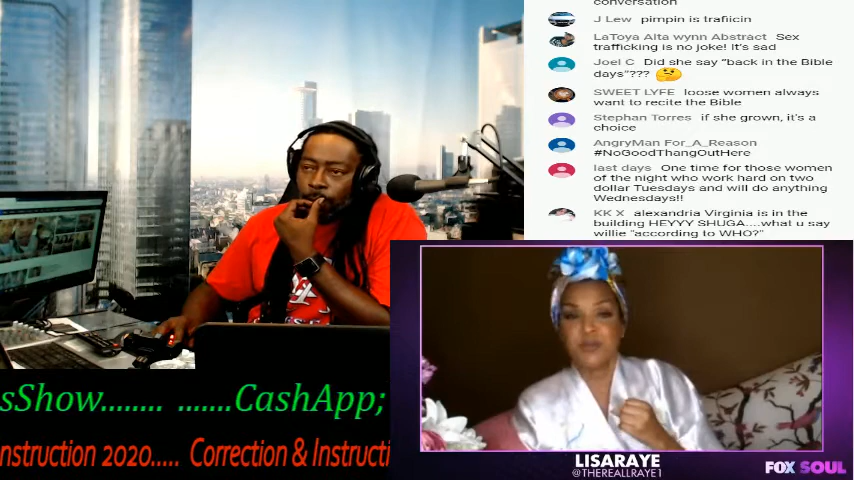 conversation
J Lew pimpin is trafiicin
LaToya Alta wynn Abstract Sex
trafficking is no joke! It's sad
Joel C Did she say "back in the Bible
days"???
SWEET LYFE loose women always
want to recite the Bible
Stephan Torres if she grown, it's a
choice
AngryMan For_A_Reason
#NoGoodThangOutHere
last days One time for those women
of the night who work hard on two
dollar Tuesdays and will do anything
Wednesdays!!
KK X alexandria Virginia is in the
building HEYYY SHUGA....what u say
willie "according to WHO?"
sShow........ .......CashApp;
nstruction 2020..... Correction & Instructi
LISARAYE
@THEREALLRAYE1
FOX SOUL